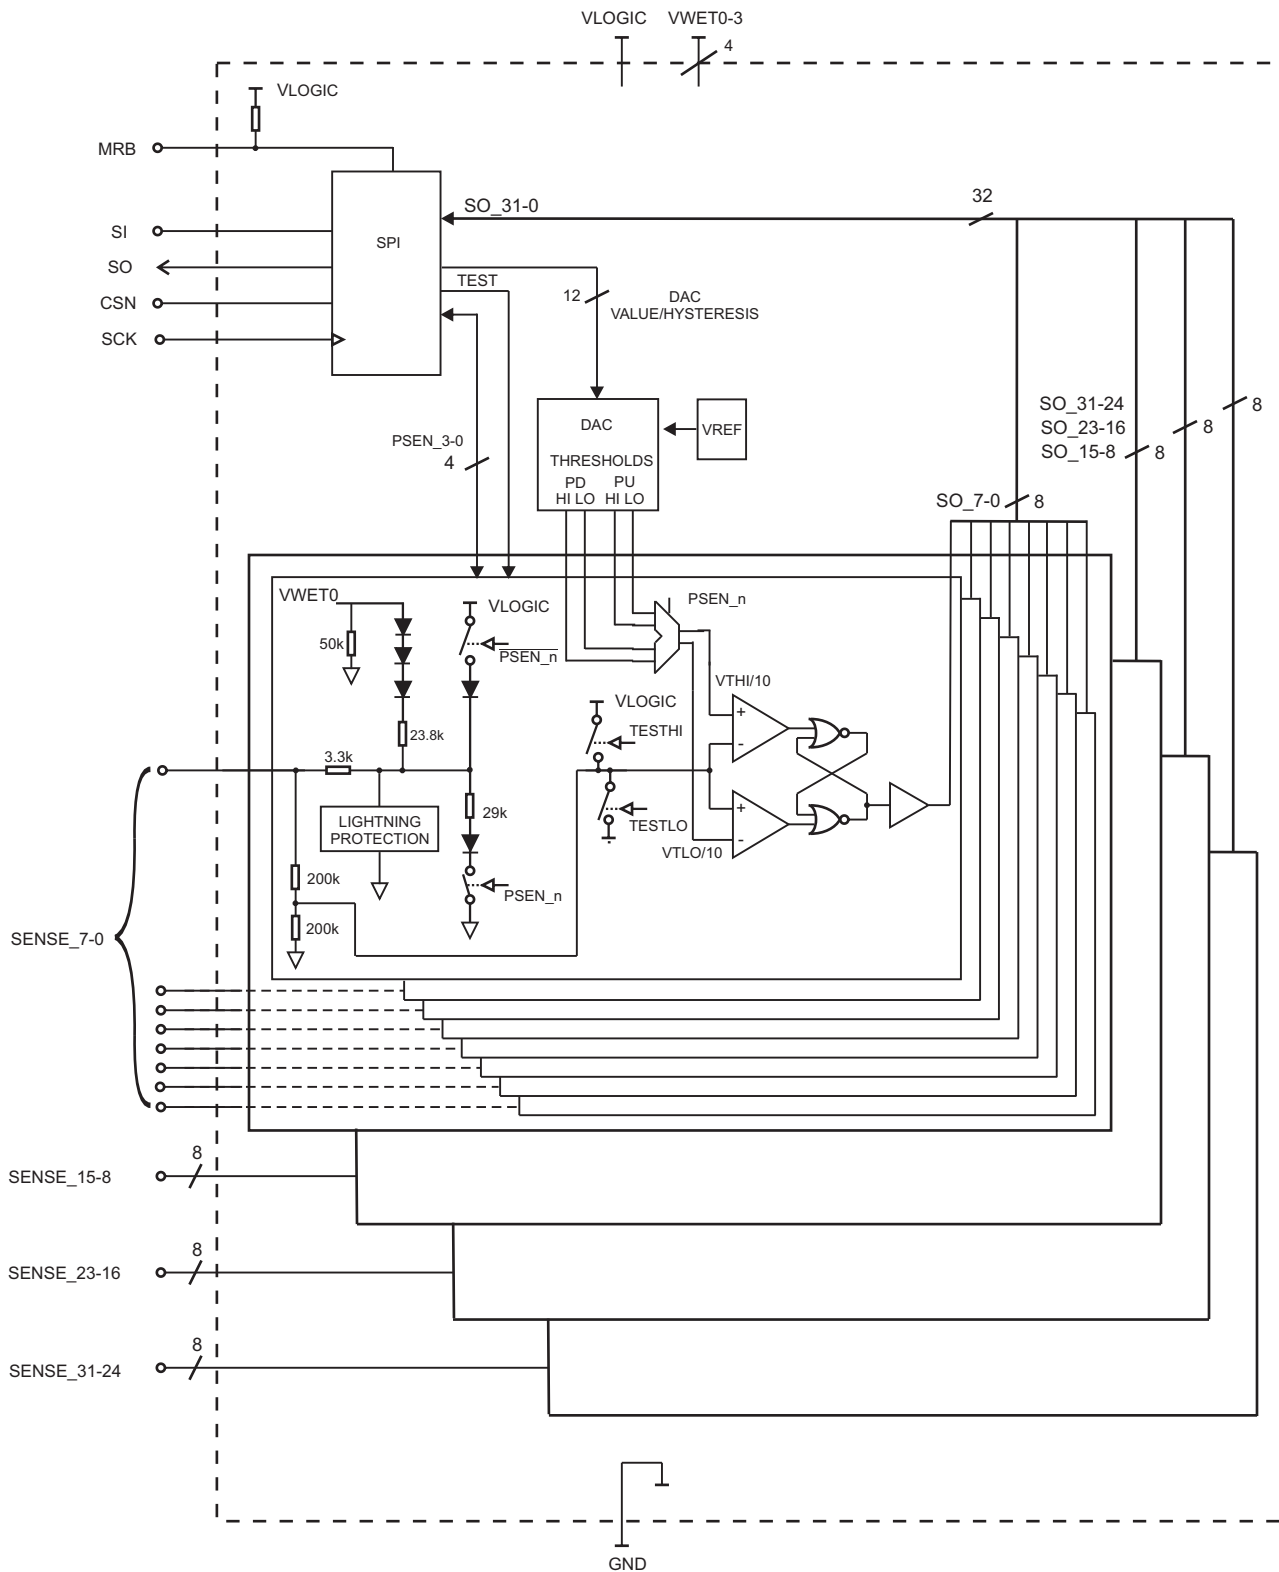 VLOGIC VWET0-3
4
VLOGIC
MRB
SI
SO
CSN
SCK
SPI
SO_31-0
32
TEST
12
DAC
VALUE/HYSTERESIS
PSEN_3-0
4
DAC
THRESHOLDS
PD PU
HI LO HI LO
VREF
SO_31-24
SO_23-16
SO_15-8
8
8
8
SO_7-0
8
VWET0
50k
VLOGIC
PSEN_n
PSEN_n
23.8k
3.3k
LIGHTNING
PROTECTION
29k
PSEN_n
200k
200k
VLOGIC
TESTHI
TESTLO
VTHI/10
+
-
+
-
VTLO/10
SENSE_7-0
SENSE_15-8
8
SENSE_23-16
8
SENSE_31-24
8
GND